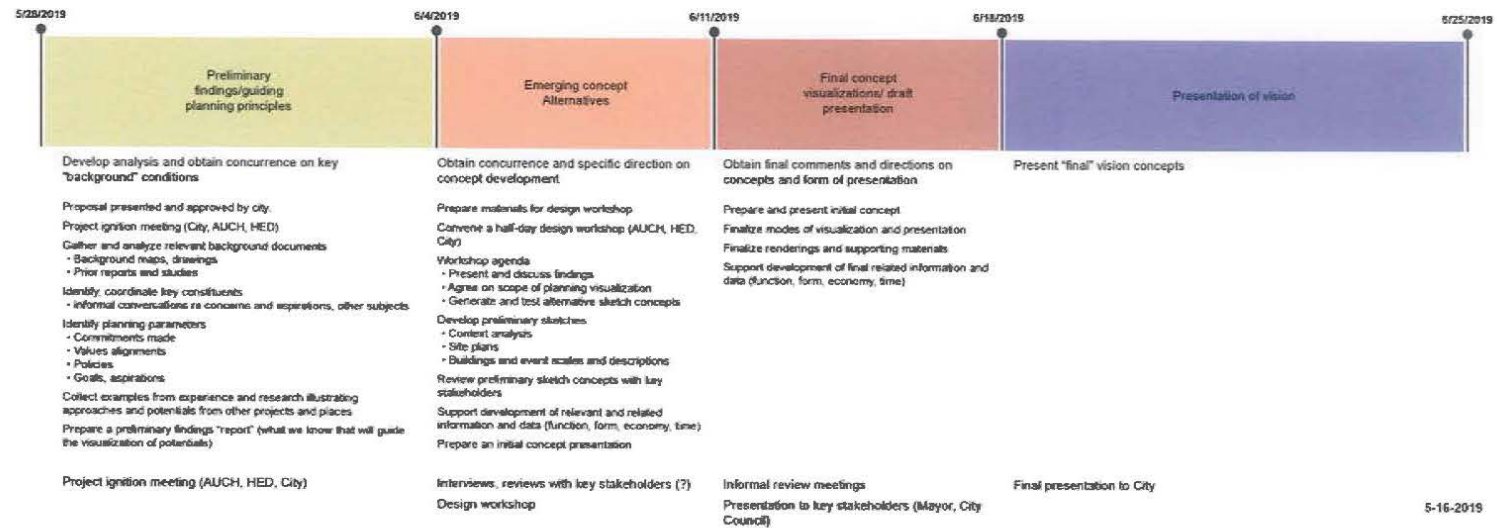 5/28/2019
6/4/2019
6/11/2019
6/18/2019
6/25/2019
Preliminary
findings/guiding
planning principles
Emerging concept
Alternatives
Final concept
visualizations/ draft
presentation
Presentation of vision
Develop analysis and obtain concurrence on key
"background" conditions
Proposal presented and approved by city.
Project ignition meeting (City, AUCH, HED)
Gather and analyze relevant background documents
• Background maps, drawings
• Prior reports and studies
Identify, coordinate key constituents
• informal conversations re concerns and aspirations, other subjects
Identify planning parameters
• Commitments made
• Values alignments
• Policies
• Goals, aspirations
Collect examples from experience and research illustrating
approaches and potentials from other projects and places
Prepare a preliminary findings "report" (what we know that will guide
the visualization of potentials)
Project ignition meeting (AUCH, HED, City)
Obtain concurrence and specific direction on
concept development
Prepare materials for design workshop
Convene a half-day design workshop (AUCH, HED,
City)
Workshop agenda
• Present and discuss findings
• Agree on scope of planning visualization
• Generate and test alternative sketch concepts
Develop preliminary sketches
• Context analysis
• Site plans
• Buildings and event scales and descriptions
Review preliminary sketch concepts with key
stakeholders
Support development of relevant and related
information and data (function, form, economy, time)
Prepare an initial concept presentation
Interviews, reviews with key stakeholders (?)
Design workshop
Obtain final comments and directions on
concepts and form of presentation
Prepare and present initial concept
Finalize modes of visualization and presentation
Finalize renderings and supporting materials
Support development of final related information and
data (function, form, economy, time)
Informal review meetings
Presentation to key stakeholders (Mayor, City
Council)
Present "final" vision concepts
Final presentation to City
5-16-2019